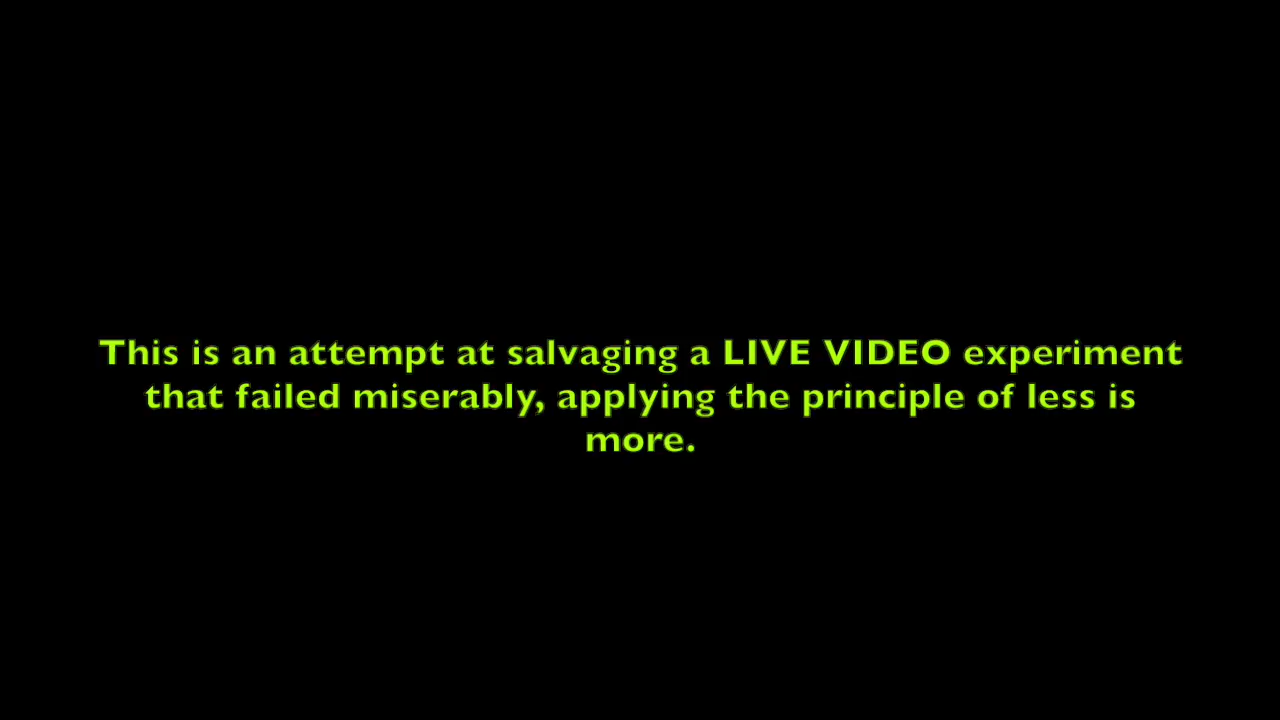 This is an attempt at salvaging a LIVE VIDEO experiment
that failed miserably, applying the principle of less is
more.